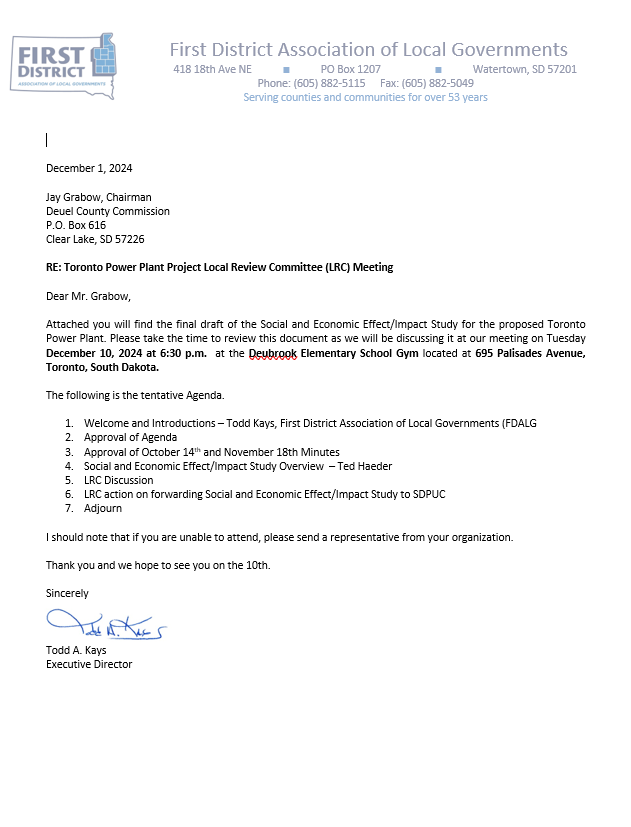 FIRST
DISTRICT
ASSOCIATION OF LOCAL GOVERNMENTS
First District Association of Local Governments
418 18th Ave NE ■ PO Box 1207 ■ Watertown, SD 57201
Phone: (605) 882-5115 Fax: (605) 882-5049
Serving counties and communities for over 53 years
December 1, 2024
Jay Grabow, Chairman
Deuel County Commission
P.O. Box 616
Clear Lake, SD 57226
RE: Toronto Power Plant Project Local Review Committee (LRC) Meeting
Dear Mr. Grabow,
Attached you will find the final draft of the Social and Economic Effect/Impact Study for the proposed Toronto
Power Plant. Please take the time to review this document as we will be discussing it at our meeting on Tuesday
December 10, 2024 at 6:30 p.m. at the Deubrook Elementary School Gym located at 695 Palisades Avenue,
Toronto, South Dakota.
The following is the tentative Agenda.
1. Welcome and Introductions – Todd Kays, First District Association of Local Governments (FDALG
2. Approval of Agenda
3. Approval of October 14th and November 18th Minutes
4. Social and Economic Effect/Impact Study Overview – Ted Haeder
5. LRC Discussion
6. LRC action on forwarding Social and Economic Effect/Impact Study to SDPUC
7. Adjourn
I should note that if you are unable to attend, please send a representative from your organization.
Thank you and we hope to see you on the 10th.
Sincerely
Todd A. Kays
Todd A. Kays
Executive Director